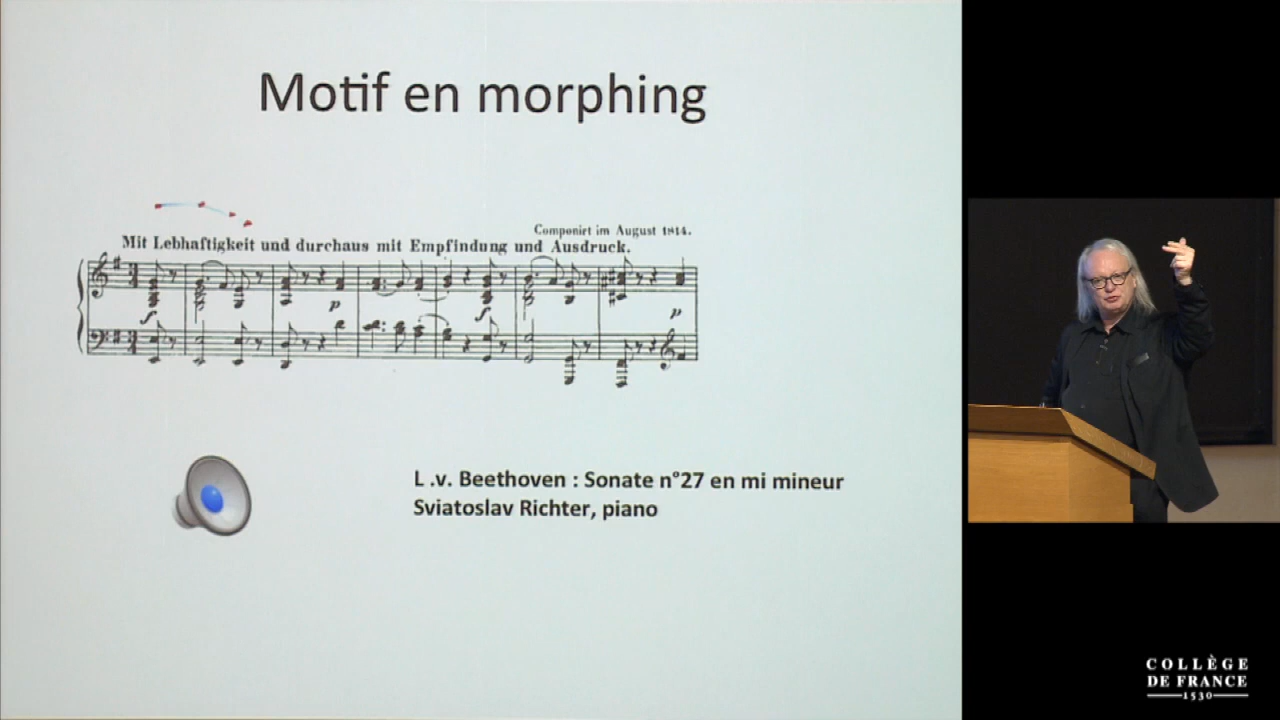 Motif en morphing
Componirt im August 1814.
Mit Lebhaftigkeit und durchaus mit Empfindung und Ausdruck.
f
p
f
p
L .v. Beethoven : Sonate n°27 en mi mineur
Sviatoslav Richter, piano
COLLÈGE
DE FRANCE
1530